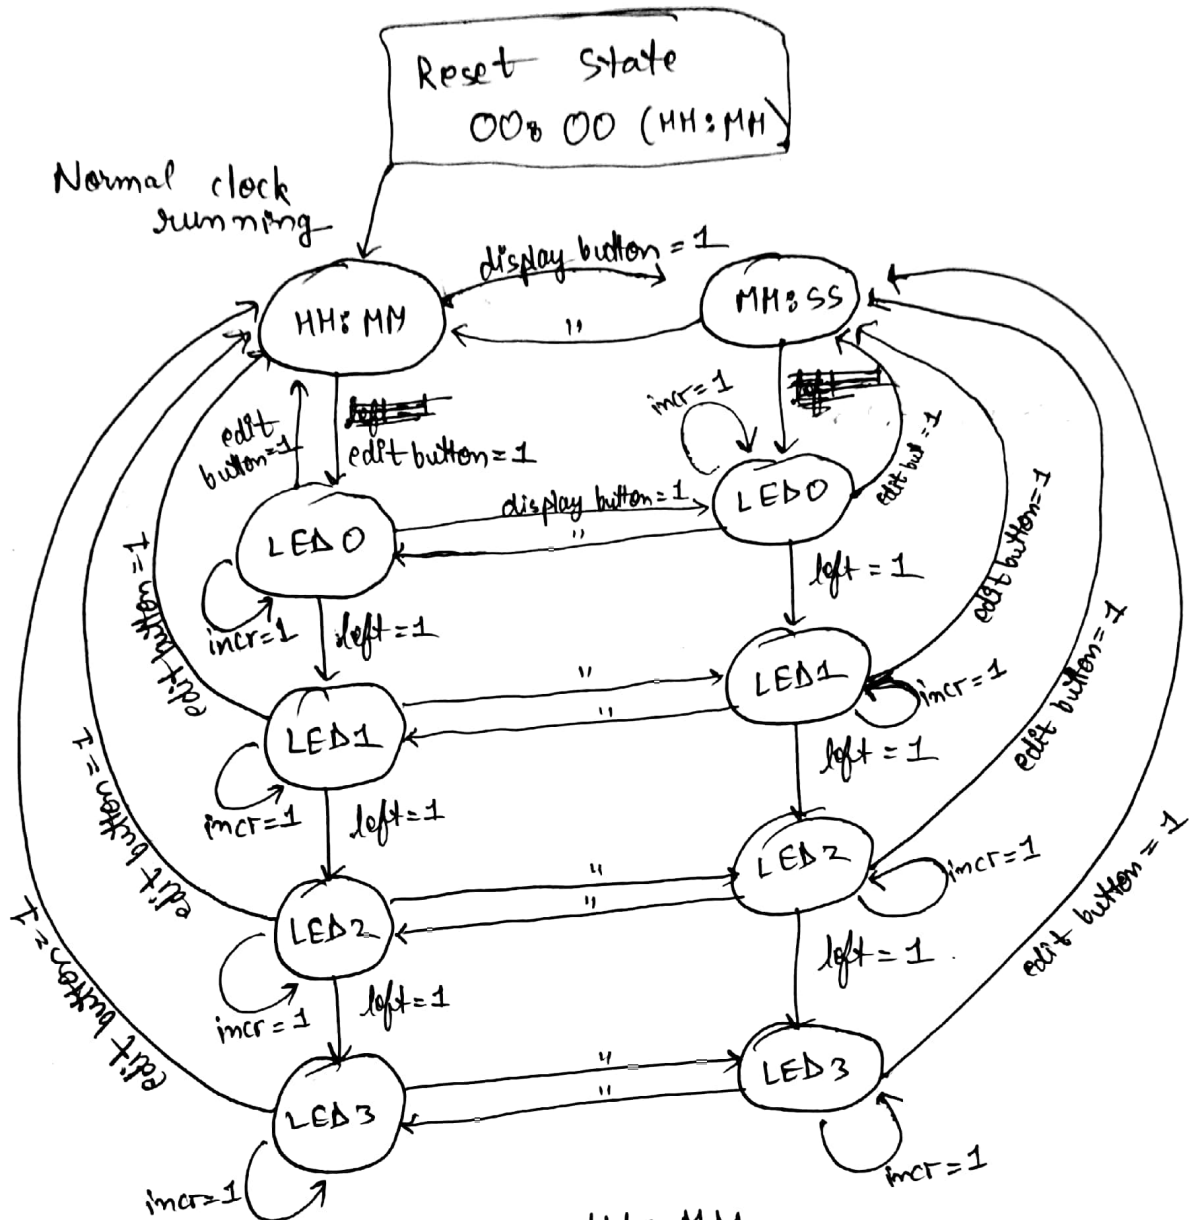 Reset State
00:00 (HH:MM)
Normal clock
running
display button = 1
HH:MM
MM:SS
"
incr=1
edit
button=1
edit button=1
edit but=1
LED0
display button=1
LED0
"
edit button=1
incr=1
left=1
left=1
edit button=1
"
LED1
incr=1
LED1
"
edit button=1
edit button=1
incr=1
left=1
left=1
"
LED2
incr=1
LED2
"
edit button=1
edit button=1
incr=1
left=1
left=1
"
LED3
LED3
"
incr=1
incr=1